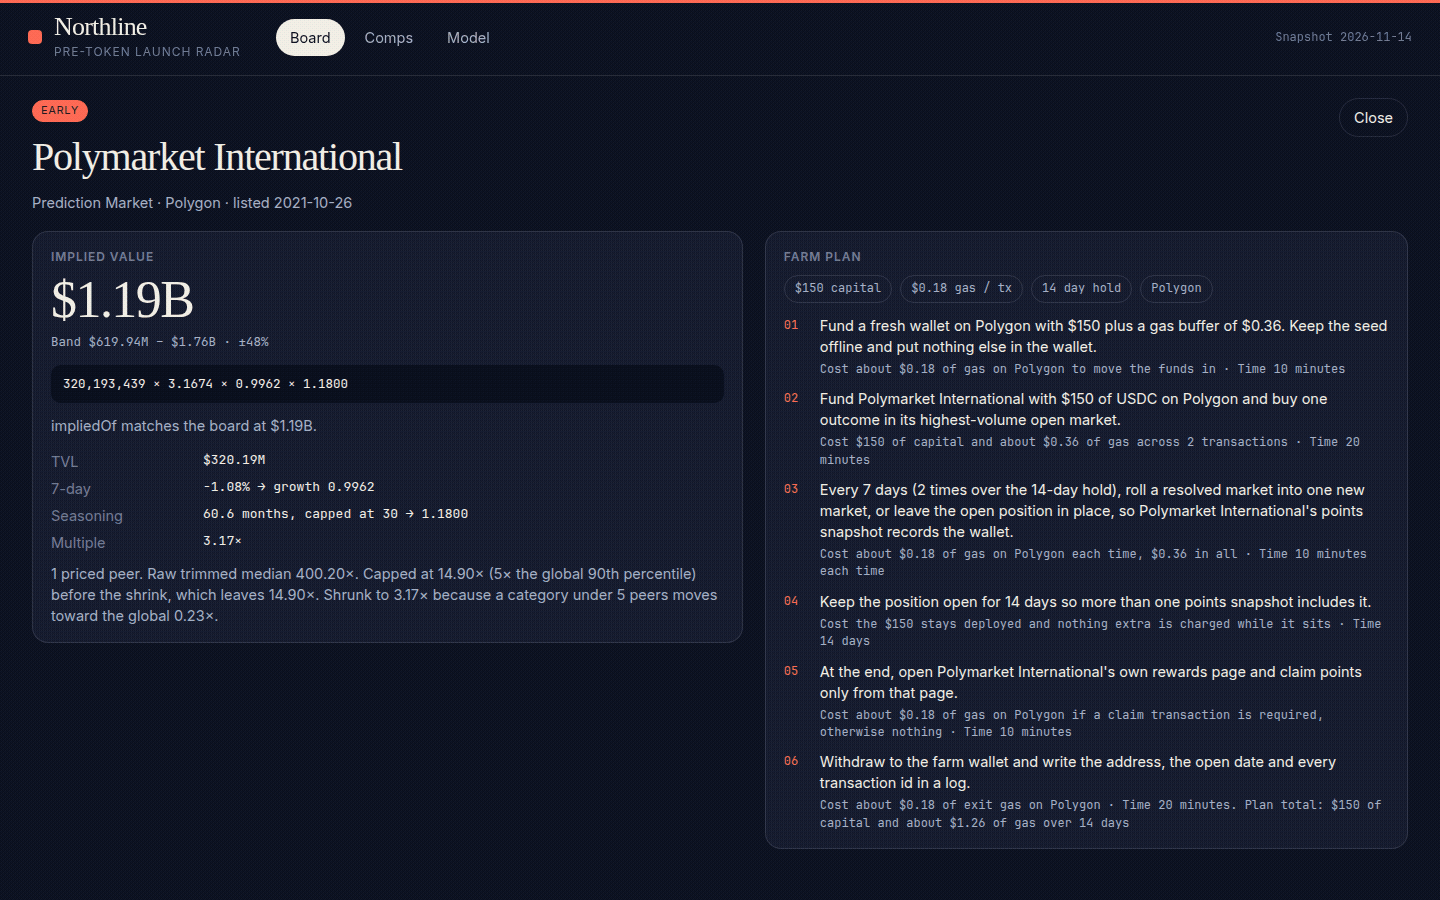 Northline
PRE-TOKEN LAUNCH RADAR
Board
Comps
Model
Snapshot 2026-11-14
EARLY
Close
Polymarket International
Prediction Market · Polygon · listed 2021-10-26
IMPLIED VALUE
$1.19B
Band $619.94M – $1.76B · ±48%
320,193,439 × 3.1674 × 0.9962 × 1.1800
impliedOf matches the board at $1.19B.
TVL $320.19M
7-day -1.08% → growth 0.9962
Seasoning 60.6 months, capped at 30 → 1.1800
Multiple 3.17×
1 priced peer. Raw trimmed median 400.20×. Capped at 14.90× (5× the global 90th percentile)
before the shrink, which leaves 14.90×. Shrunk to 3.17× because a category under 5 peers moves
toward the global 0.23×.
FARM PLAN
$150 capital
$0.18 gas / tx
14 day hold
Polygon
01 Fund a fresh wallet on Polygon with $150 plus a gas buffer of $0.36. Keep the seed
offline and put nothing else in the wallet.
Cost about $0.18 of gas on Polygon to move the funds in · Time 10 minutes
02 Fund Polymarket International with $150 of USDC on Polygon and buy one
outcome in its highest-volume open market.
Cost $150 of capital and about $0.36 of gas across 2 transactions · Time 20
minutes
03 Every 7 days (2 times over the 14-day hold), roll a resolved market into one new
market, or leave the open position in place, so Polymarket International's points
snapshot records the wallet.
Cost about $0.18 of gas on Polygon each time, $0.36 in all · Time 10 minutes
each time
04 Keep the position open for 14 days so more than one points snapshot includes it.
Cost the $150 stays deployed and nothing extra is charged while it sits · Time
14 days
05 At the end, open Polymarket International's own rewards page and claim points
only from that page.
Cost about $0.18 of gas on Polygon if a claim transaction is required,
otherwise nothing · Time 10 minutes
06 Withdraw to the farm wallet and write the address, the open date and every
transaction id in a log.
Cost about $0.18 of exit gas on Polygon · Time 20 minutes. Plan total: $150 of
capital and about $1.26 of gas over 14 days